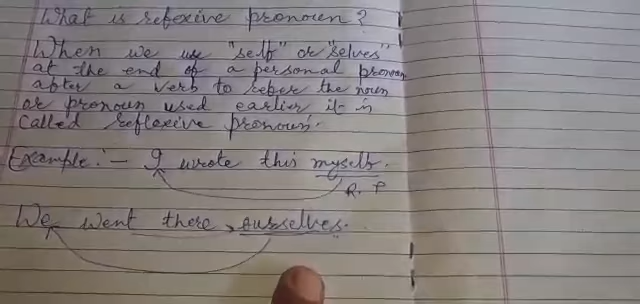 What is refexive pronoun?
When we use "self" or "selves"
at the end of a personal pronoun
after a verb to refer the noun
or pronoun used earlier it is
called reflexive pronoun.
Example:- I wrote this myself.
R. P
We went there, ourselves.